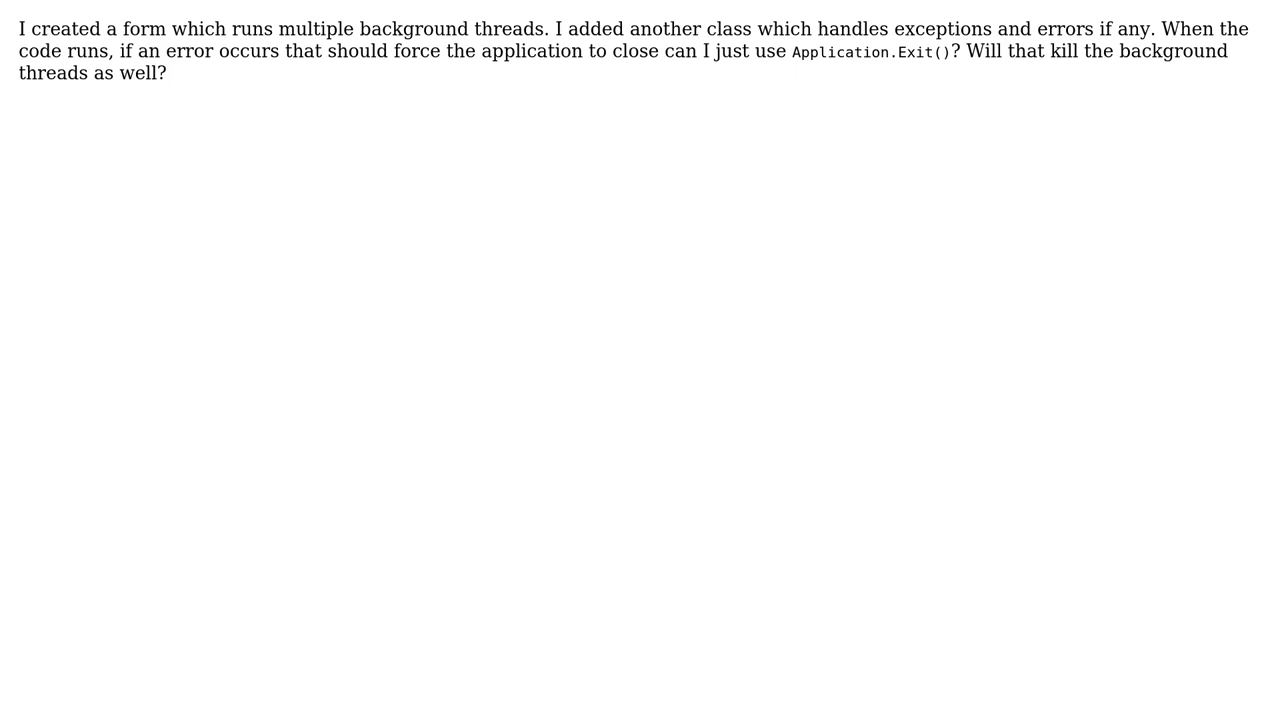 I created a form which runs multiple background threads. I added another class which handles exceptions and errors if any. When the
code runs, if an error occurs that should force the application to close can I just use Application.Exit()? Will that kill the background
threads as well?